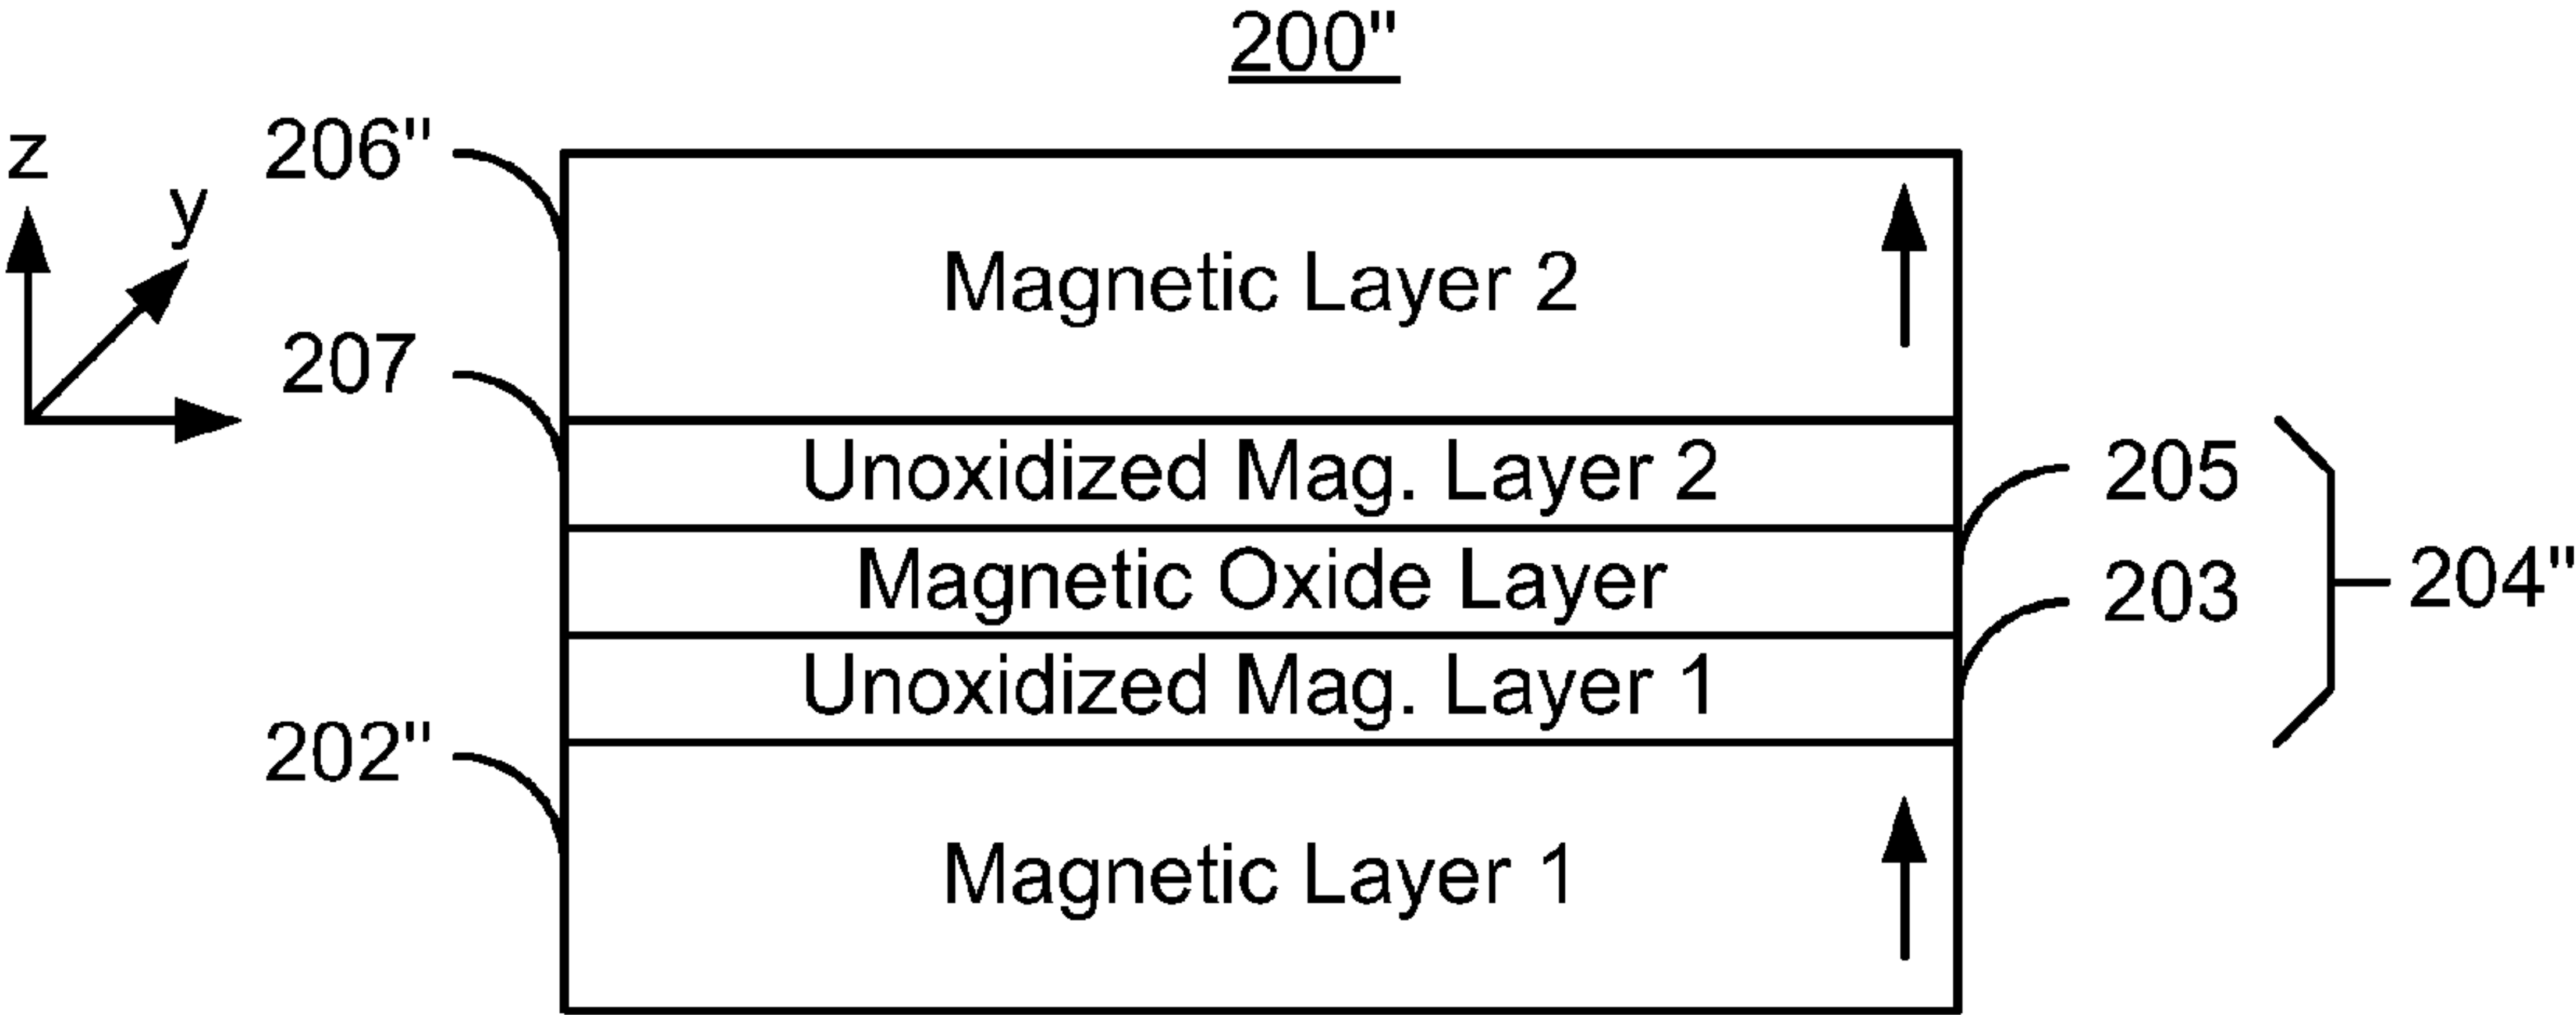 200"
z
y
206"
Magnetic Layer 2
207
Unoxidized Mag. Layer 2
205
Magnetic Oxide Layer
203
204"
Unoxidized Mag. Layer 1
202"
Magnetic Layer 1